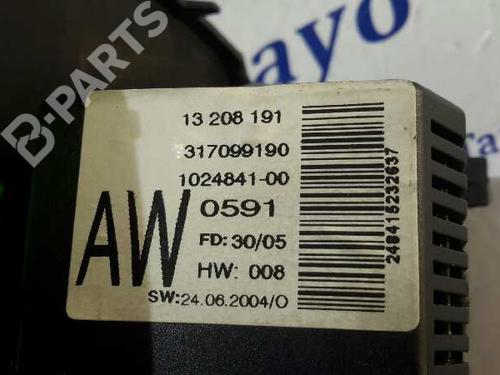 B-PARTS
ayo
13 208 191
317099190
1024841-00
0591
AW
FD: 30/05
HW: 008
SW:24.06.2004/O
248415232637